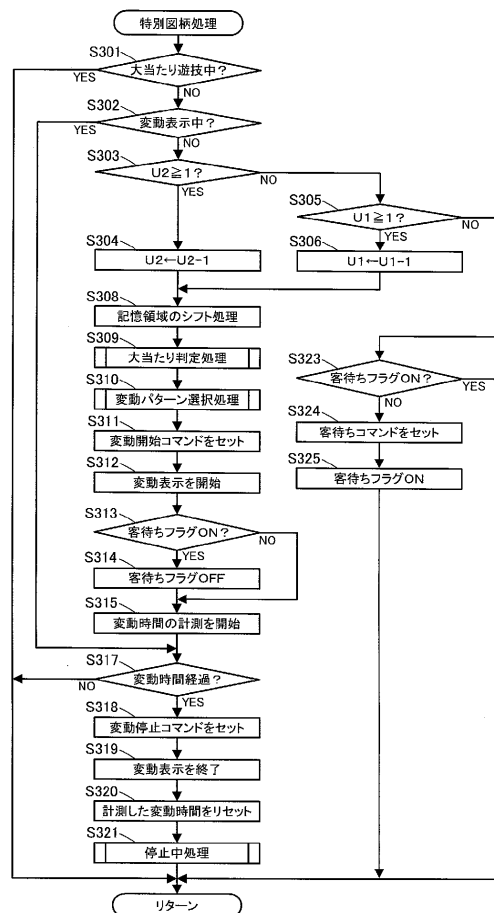 特別図柄処理
S301
大当たり遊技中？
YES
NO
S302
変動表示中？
YES
NO
S303
U2≧1？
NO
YES
S305
U1≧1？
NO
YES
S304
U2←U2-1
S306
U1←U1-1
S308
記憶領域のシフト処理
S309
大当たり判定処理
S310
変動パターン選択処理
S311
変動開始コマンドをセット
S312
変動表示を開始
S313
客待ちフラグON？
NO
YES
S314
客待ちフラグOFF
S315
変動時間の計測を開始
S317
変動時間経過？
NO
YES
S318
変動停止コマンドをセット
S319
変動表示を終了
S320
計測した変動時間をリセット
S321
停止中処理
S323
客待ちフラグON？
YES
NO
S324
客待ちコマンドをセット
S325
客待ちフラグON
リターン